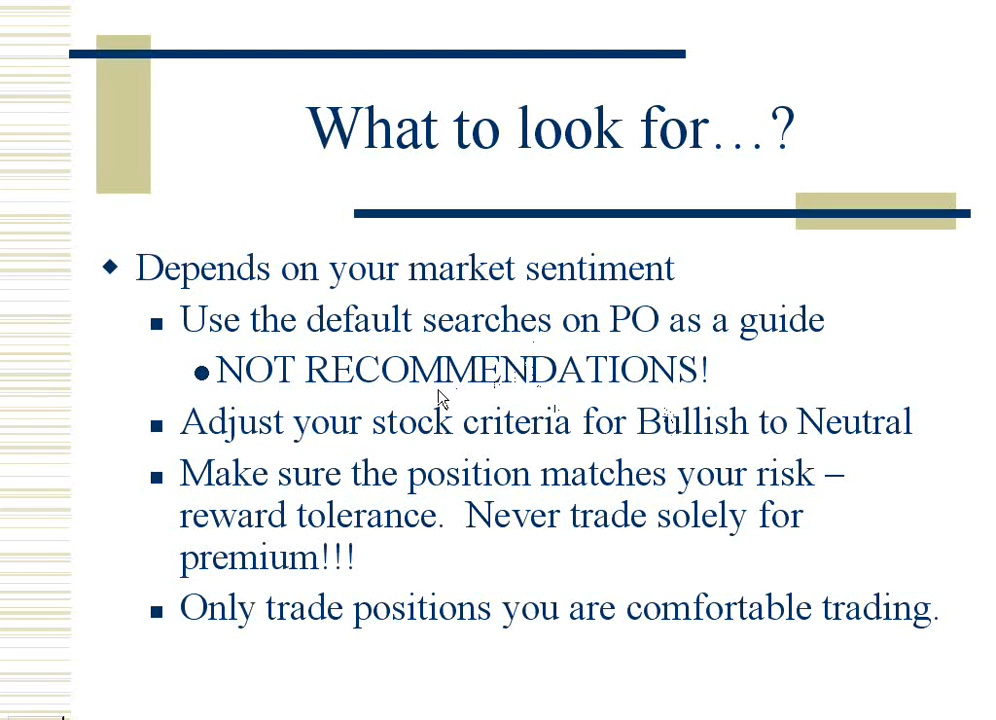 What to look for…?
Depends on your market sentiment
Use the default searches on PO as a guide
NOT RECOMMENDATIONS!
Adjust your stock criteria for Bullish to Neutral
Make sure the position matches your risk –
reward tolerance.  Never trade solely for
premium!!!
Only trade positions you are comfortable trading.